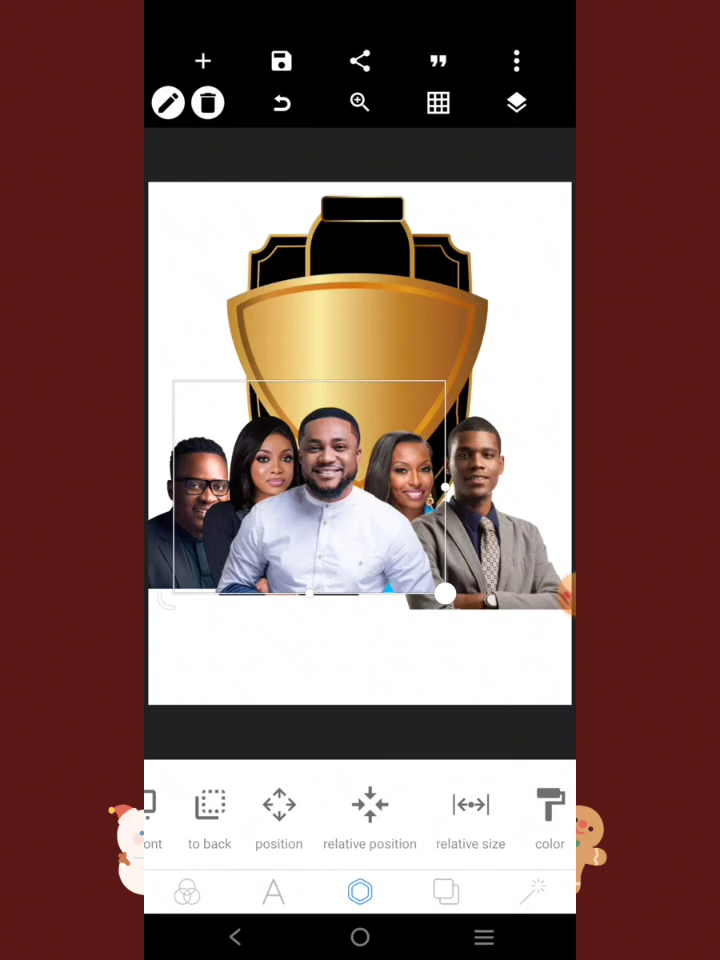 ont
to back
position
relative position
relative size
color